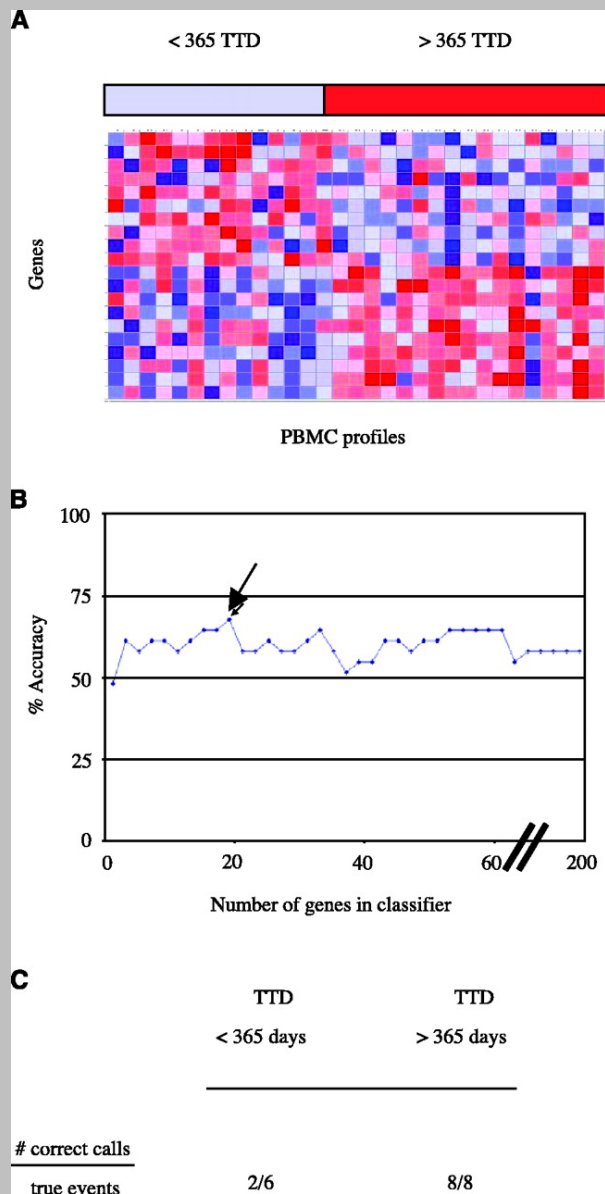 A
< 365 TTD > 365 TTD
Genes
PBMC profiles
B
100
75
50
25
0
% Accuracy
0 20 40 60 200
Number of genes in classifier
C
TTD TTD
< 365 days > 365 days
# correct calls
true events 2/6 8/8